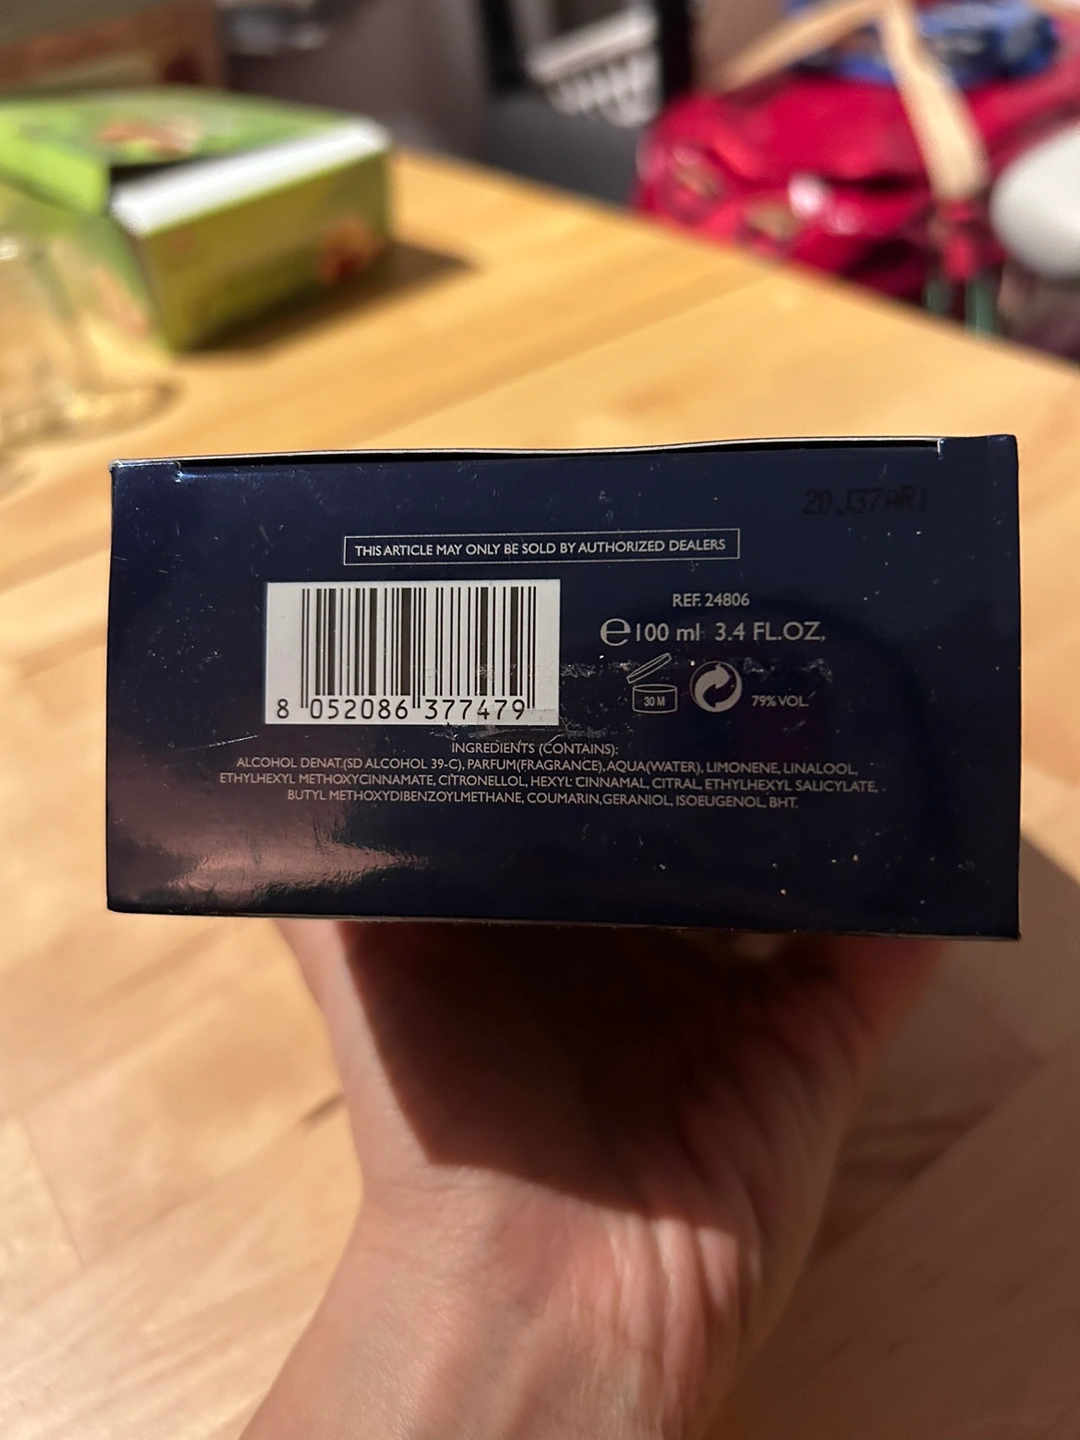 20J37AR1
THIS ARTICLE MAY ONLY BE SOLD BY AUTHORIZED DEALERS
REF. 24806
e 100 ml 3.4 FL.OZ.
30 M
79% VOL.
8 052086 377479
INGREDIENTS (CONTAINS):
ALCOHOL DENAT.(SD ALCOHOL 39-C), PARFUM(FRAGRANCE), AQUA(WATER), LIMONENE, LINALOOL,
ETHYLHEXYL METHOXYCINNAMATE, CITRONELLOL, HEXYL CINNAMAL, CITRAL, ETHYLHEXYL SALICYLATE,
BUTYL METHOXYDIBENZOYLMETHANE, COUMARIN, GERANIOL, ISOEUGENOL, BHT.